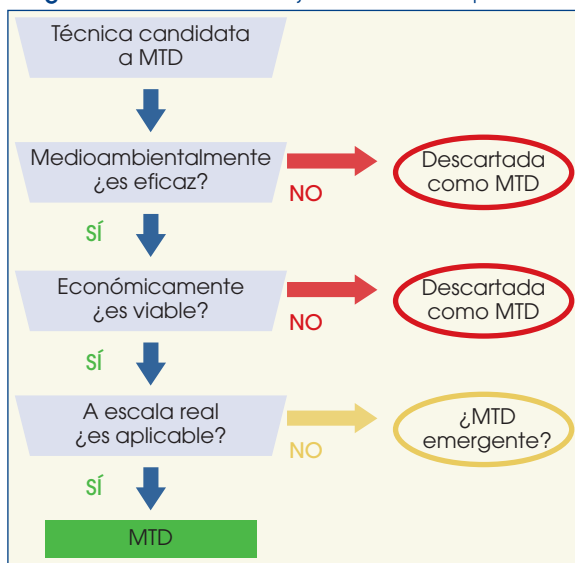 Técnica candidata
a MTD
Medioambientalmente
¿es eficaz?
NO
Descartada
como MTD
SÍ
Económicamente
¿es viable?
NO
Descartada
como MTD
SÍ
A escala real
¿es aplicable?
NO
¿MTD
emergente?
SÍ
MTD